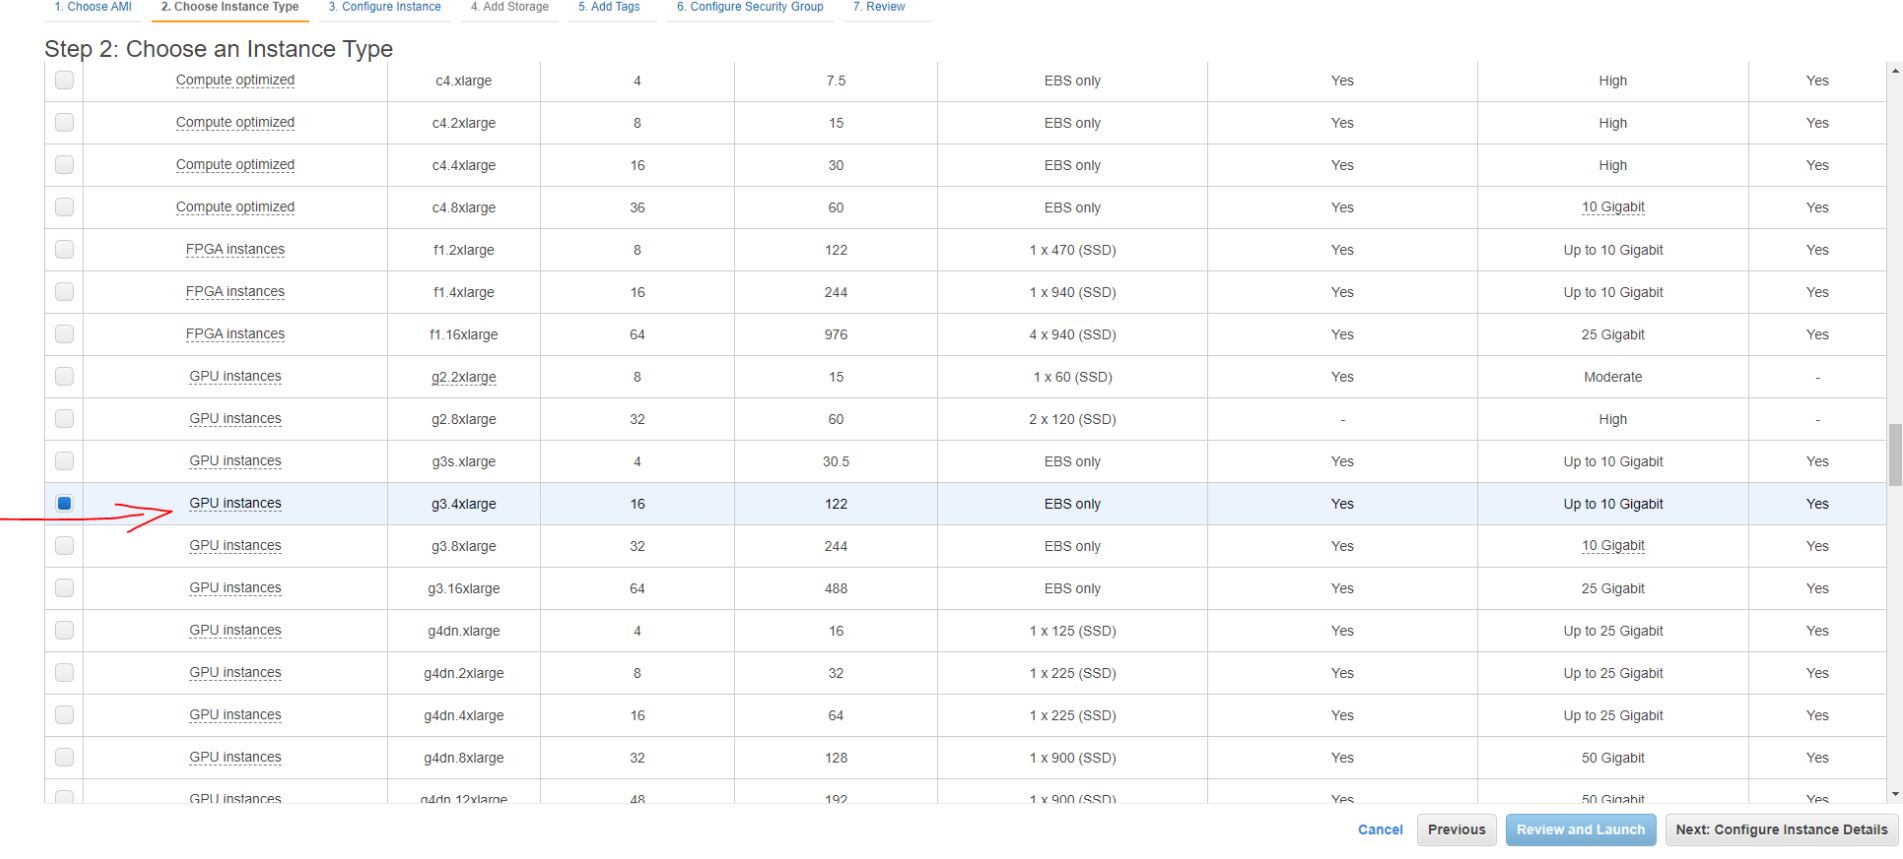 1. Choose AMI 2. Choose Instance Type 3. Configure Instance 4. Add Storage 5. Add Tags 6. Configure Security Group 7. Review
Step 2: Choose an Instance Type
Compute optimized c4.xlarge 4 7.5 EBS only Yes High Yes
Compute optimized c4.2xlarge 8 15 EBS only Yes High Yes
Compute optimized c4.4xlarge 16 30 EBS only Yes High Yes
Compute optimized c4.8xlarge 36 60 EBS only Yes 10 Gigabit Yes
FPGA instances f1.2xlarge 8 122 1 x 470 (SSD) Yes Up to 10 Gigabit Yes
FPGA instances f1.4xlarge 16 244 1 x 940 (SSD) Yes Up to 10 Gigabit Yes
FPGA instances f1.16xlarge 64 976 4 x 940 (SSD) Yes 25 Gigabit Yes
GPU instances g2.2xlarge 8 15 1 x 60 (SSD) Yes Moderate -
GPU instances g2.8xlarge 32 60 2 x 120 (SSD) - High -
GPU instances g3s.xlarge 4 30.5 EBS only Yes Up to 10 Gigabit Yes
GPU instances g3.4xlarge 16 122 EBS only Yes Up to 10 Gigabit Yes
GPU instances g3.8xlarge 32 244 EBS only Yes 10 Gigabit Yes
GPU instances g3.16xlarge 64 488 EBS only Yes 25 Gigabit Yes
GPU instances g4dn.xlarge 4 16 1 x 125 (SSD) Yes Up to 25 Gigabit Yes
GPU instances g4dn.2xlarge 8 32 1 x 225 (SSD) Yes Up to 25 Gigabit Yes
GPU instances g4dn.4xlarge 16 64 1 x 225 (SSD) Yes Up to 25 Gigabit Yes
GPU instances g4dn.8xlarge 32 128 1 x 900 (SSD) Yes 50 Gigabit Yes
GPU instances g4dn.12xlarge 48 192 1 x 900 (SSD) Yes 50 Gigabit Yes
Cancel Previous Review and Launch Next: Configure Instance Details